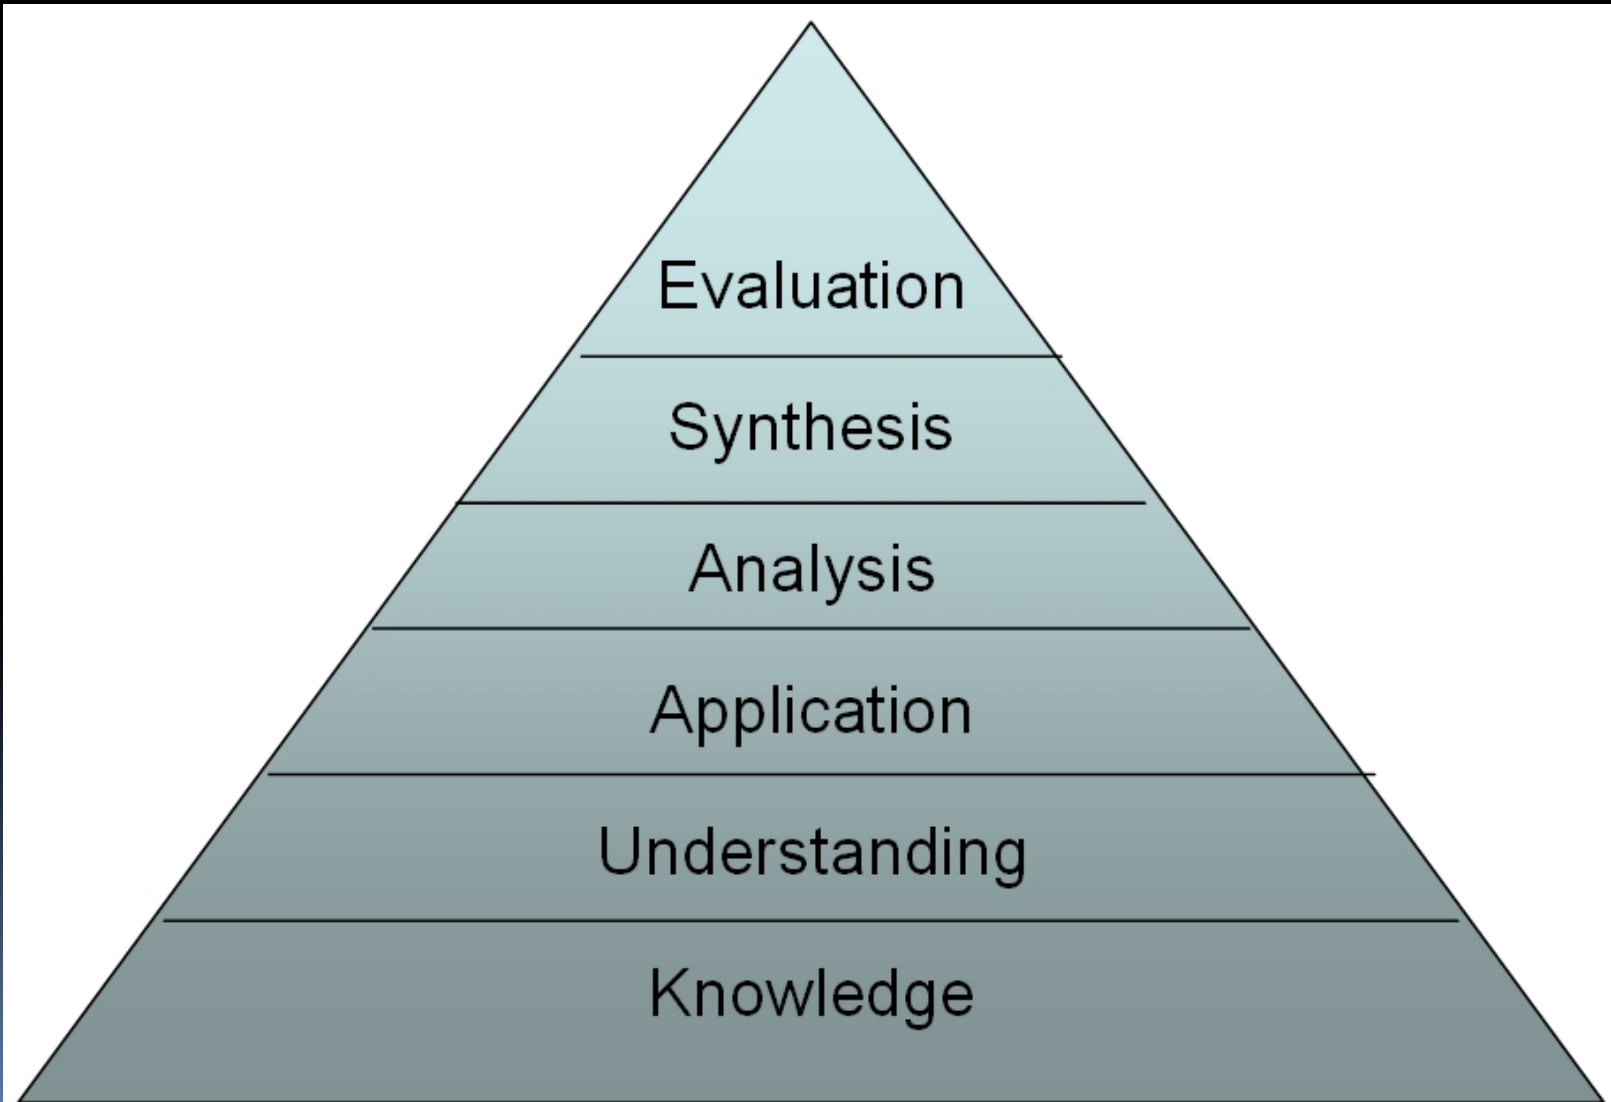 Evaluation
Synthesis
Analysis
Application
Understanding
Knowledge